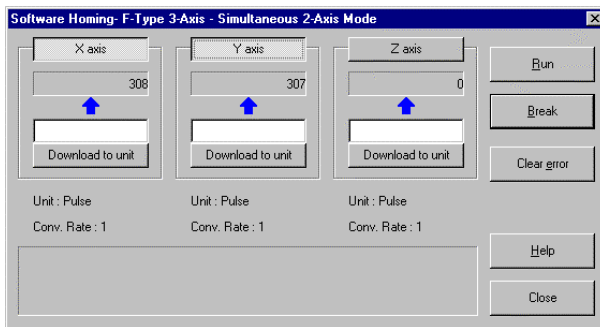 Software Homing- F-Type 3-Axis - Simultaneous 2-Axis Mode
X axis Y axis Z axis
Run
308 307 0
Break
Download to unit Download to unit Download to unit
Clear error
Unit : Pulse Unit : Pulse Unit : Pulse
Conv. Rate : 1 Conv. Rate : 1 Conv. Rate : 1
Help
Close